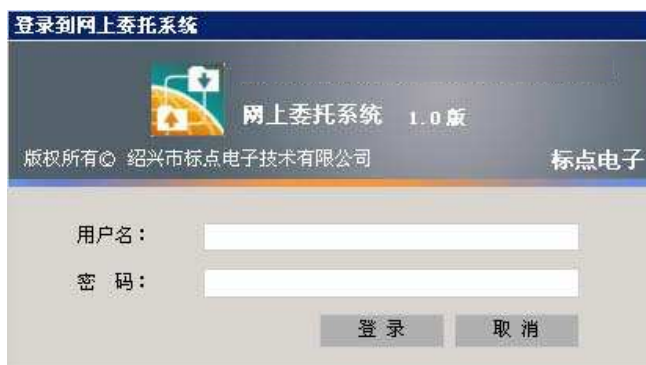 登录到网上委托系统
网上委托系统 1.0版
版权所有© 绍兴市标点电子技术有限公司 标点电子
用户名：
密 码：
登 录 取 消